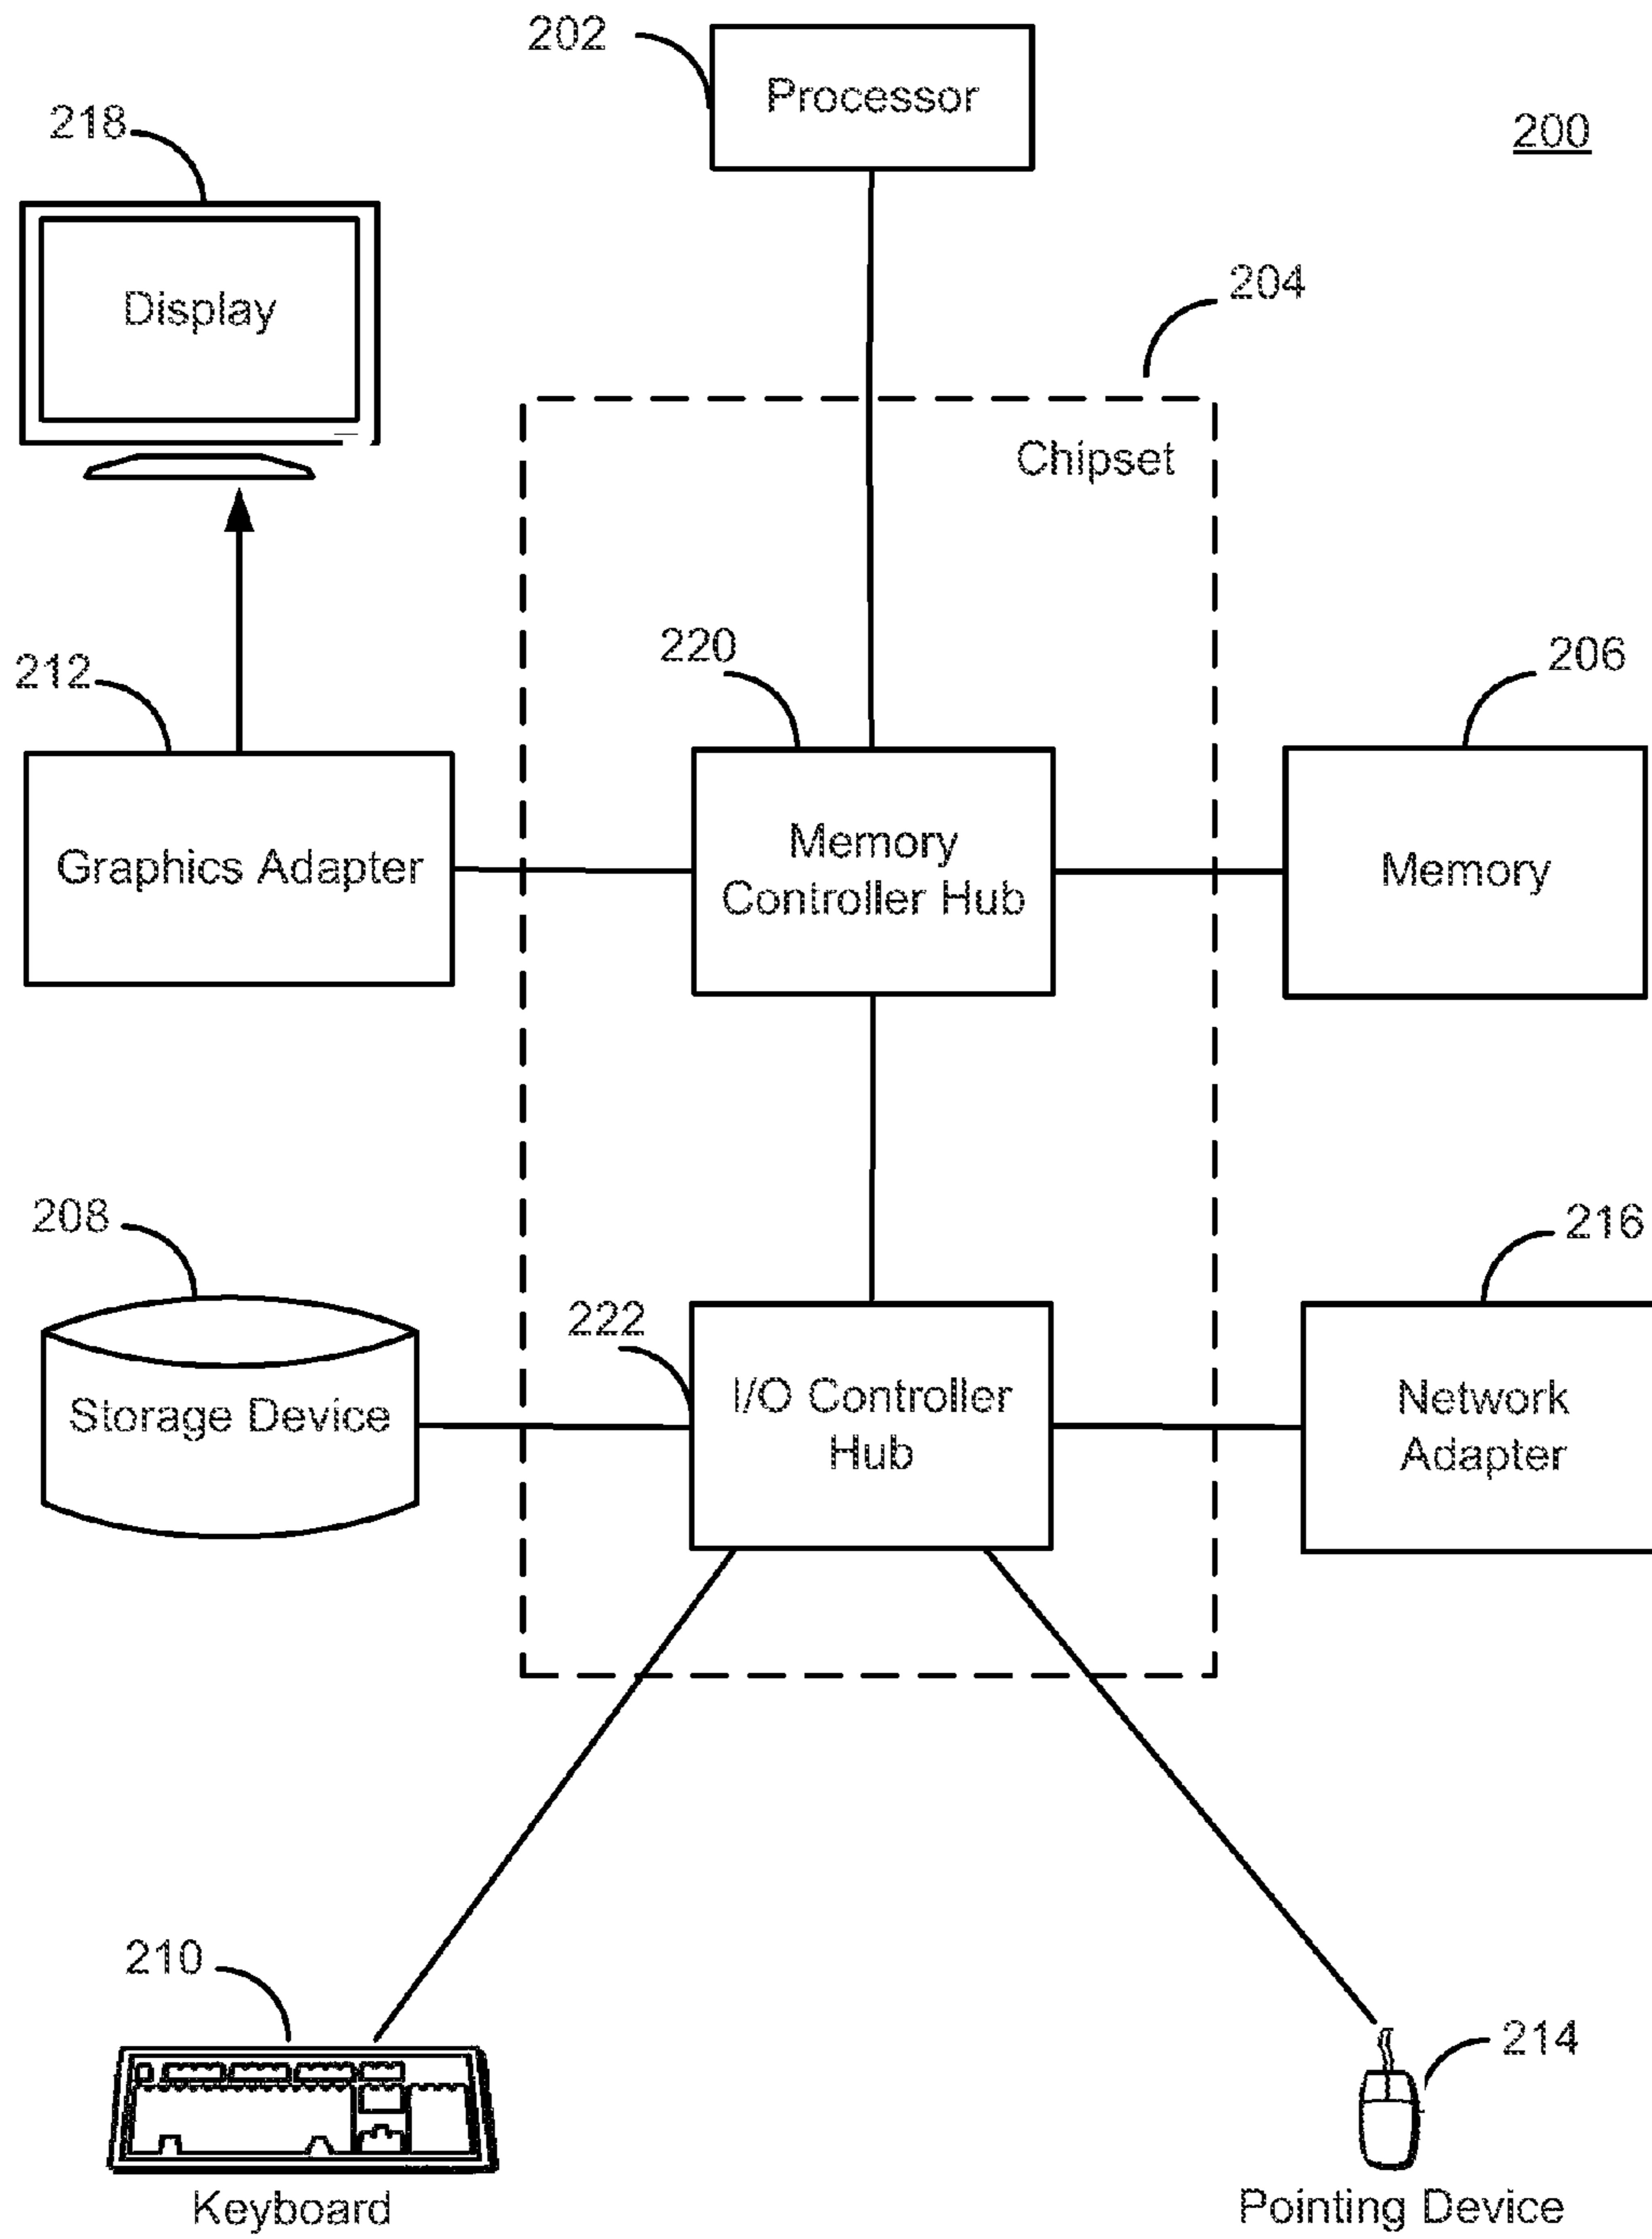 202
Processor
218
200
Display
204
Chipset
212
220
206
Graphics Adapter
Memory
Controller Hub
Memory
208
216
222
Storage Device
I/O Controller
Hub
Network
Adapter
210
214
Keyboard
Pointing Device